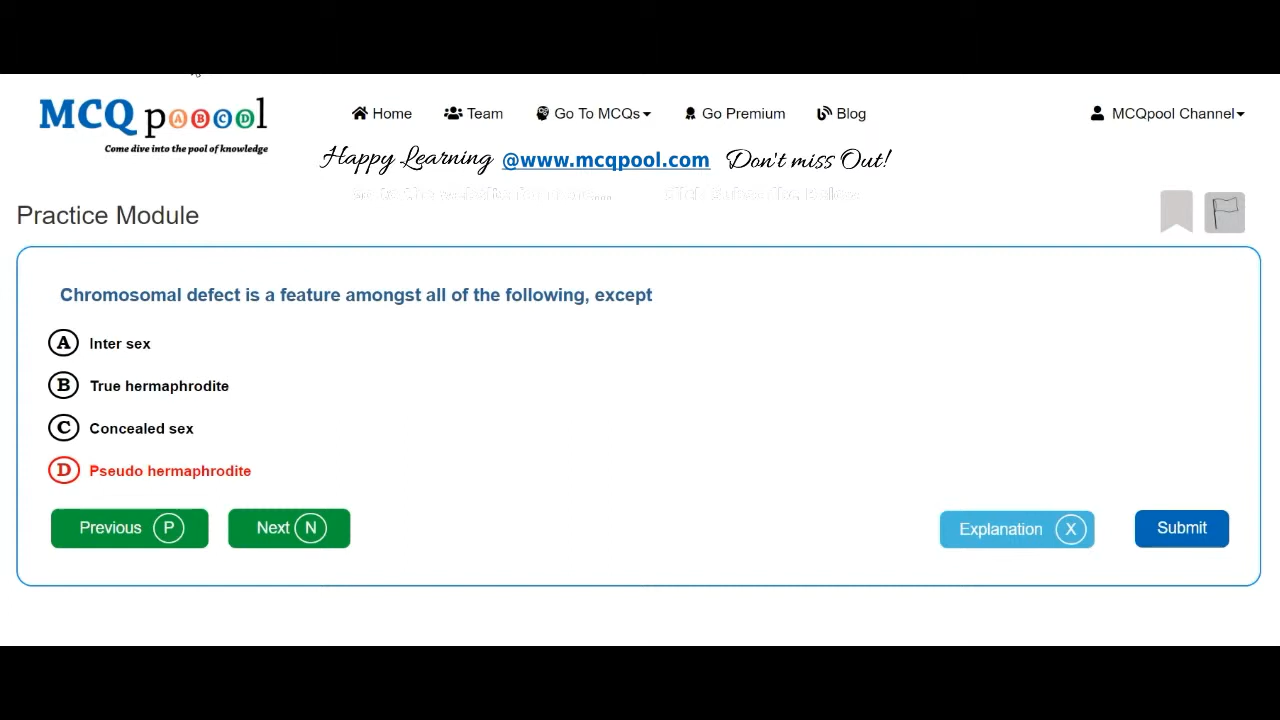 MCQ pooool
Come dive into the pool of knowledge
Home Team Go To MCQs Go Premium Blog MCQpool Channel
Happy Learning @www.mcqpool.com Don't miss Out!
Practice Module
Chromosomal defect is a feature amongst all of the following, except
A Inter sex
B True hermaphrodite
C Concealed sex
D Pseudo hermaphrodite
Previous P Next N Explanation X Submit